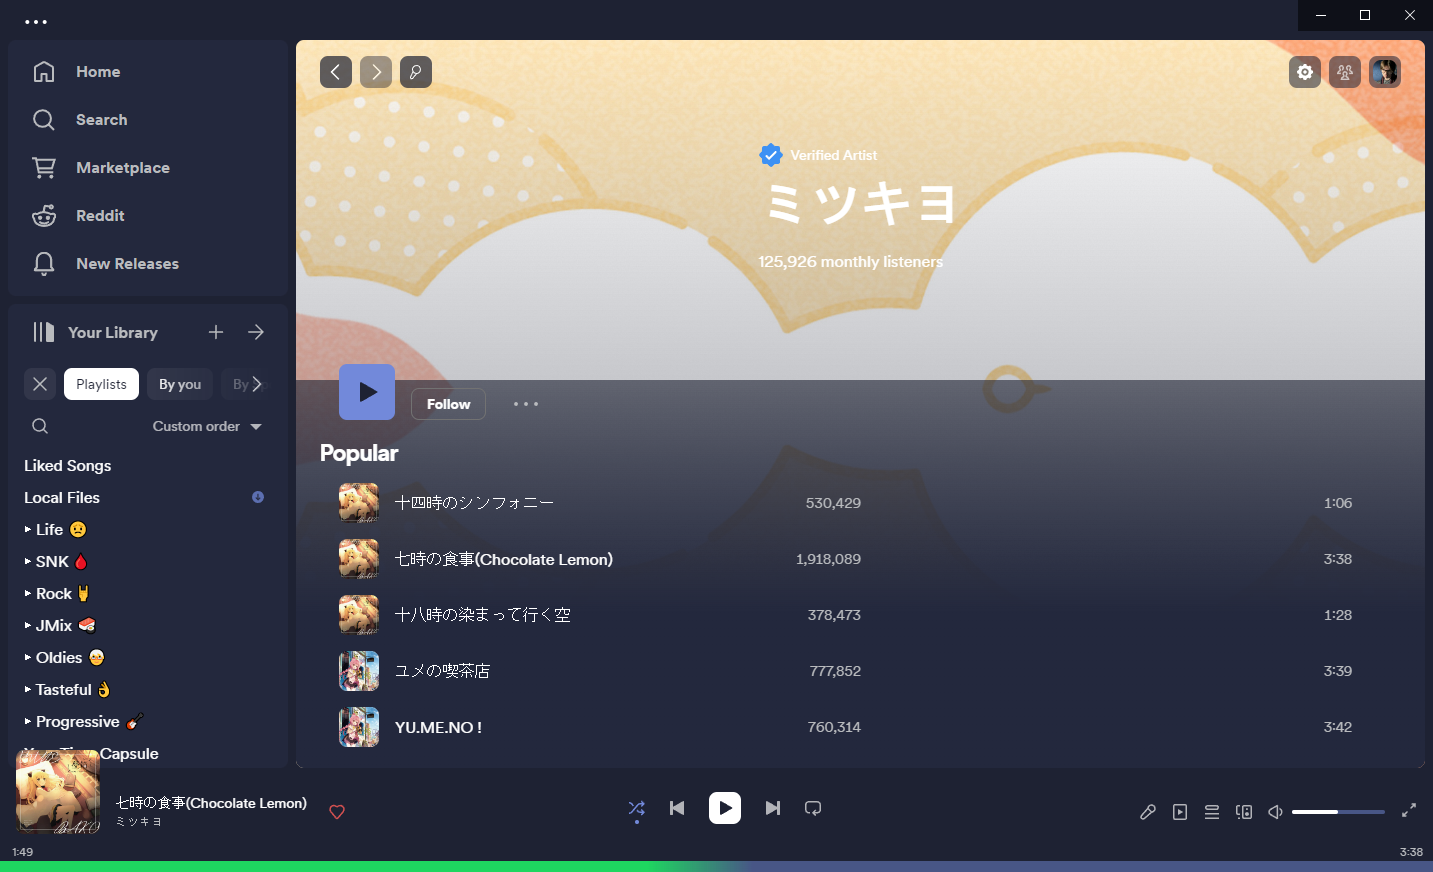 Home
Search
Marketplace
Reddit
New Releases
Your Library
Playlists
By you
By
Custom order
Liked Songs
Local Files
Life
SNK
Rock
JMix
Oldies
Tasteful
Progressive
Capsule
Verified Artist
ミツキヨ
125,926 monthly listeners
Follow
Popular
十四時のシンフォニー 530,429 1:06
七時の食事(Chocolate Lemon) 1,918,089 3:38
十八時の染まって行く空 378,473 1:28
ユメの喫茶店 777,852 3:39
YU.ME.NO ! 760,314 3:42
七時の食事(Chocolate Lemon)
ミツキヨ
1:49
3:38